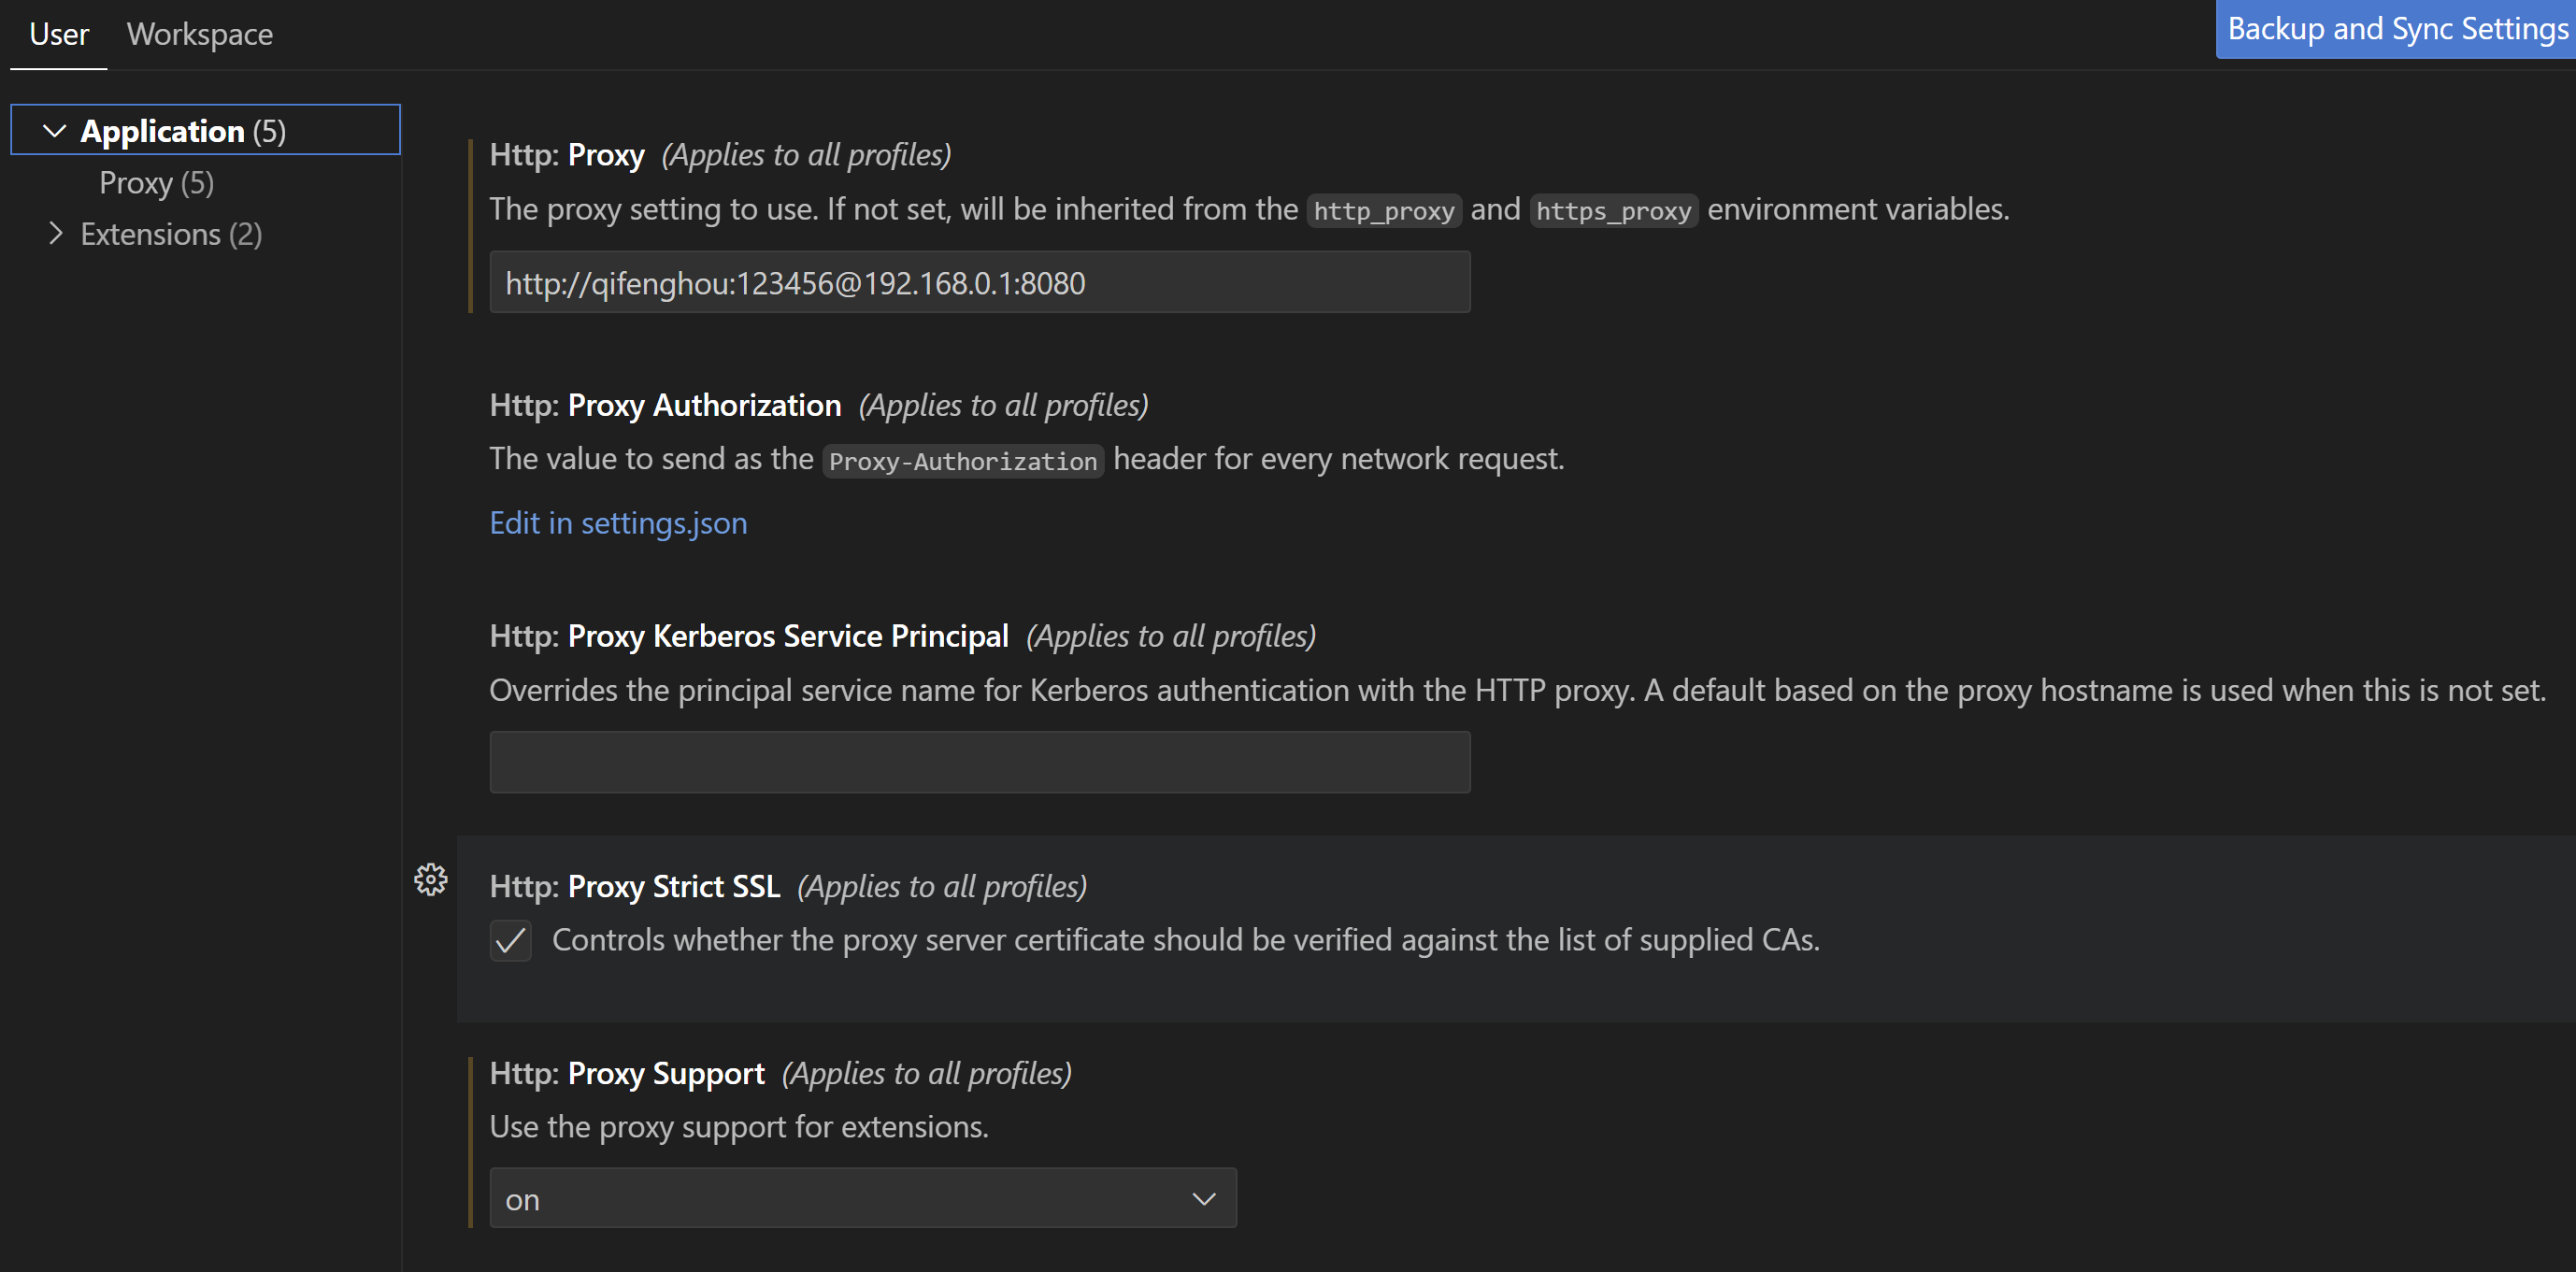 User Workspace
Backup and Sync Settings
Application (5)
Proxy (5)
Extensions (2)
Http: Proxy (Applies to all profiles)
The proxy setting to use. If not set, will be inherited from the http_proxy and https_proxy environment variables.
http://qifenghou:123456@192.168.0.1:8080
Http: Proxy Authorization (Applies to all profiles)
The value to send as the Proxy-Authorization header for every network request.
Edit in settings.json
Http: Proxy Kerberos Service Principal (Applies to all profiles)
Overrides the principal service name for Kerberos authentication with the HTTP proxy. A default based on the proxy hostname is used when this is not set.
Http: Proxy Strict SSL (Applies to all profiles)
Controls whether the proxy server certificate should be verified against the list of supplied CAs.
Http: Proxy Support (Applies to all profiles)
Use the proxy support for extensions.
on